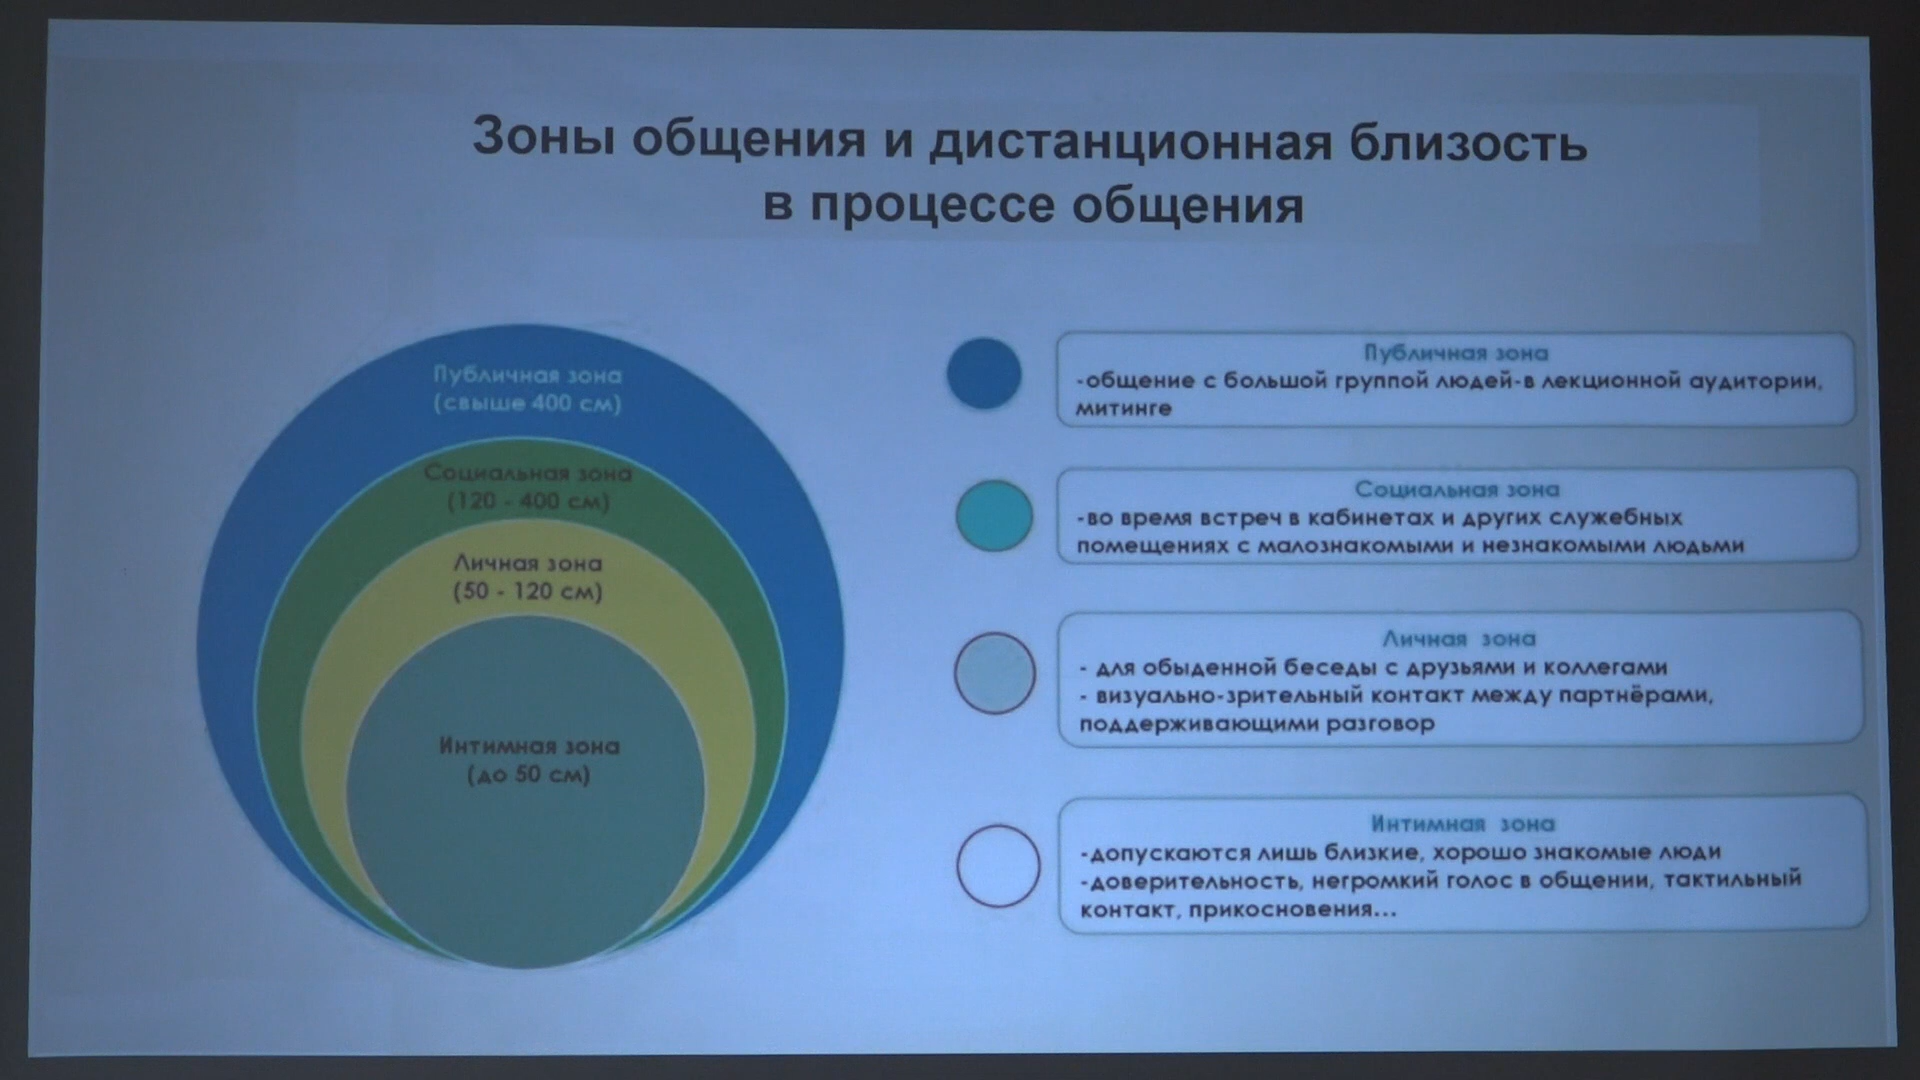 Зоны общения и дистанционная близость
в процессе общения
Публичная зона
(свыше 400 см)
Социальная зона
(120 - 400 см)
Личная зона
(50 - 120 см)
Интимная зона
(до 50 см)
Публичная зона
-общение с большой группой людей-в лекционной аудитории,
митинге
Социальная зона
-во время встреч в кабинетах и других служебных
помещениях с малознакомыми и незнакомыми людьми
Личная зона
- для обыденной беседы с друзьями и коллегами
- визуально-зрительный контакт между партнёрами,
поддерживающими разговор
Интимная зона
-допускаются лишь близкие, хорошо знакомые люди
-доверительность, негромкий голос в общении, тактильный
контакт, прикосновения...